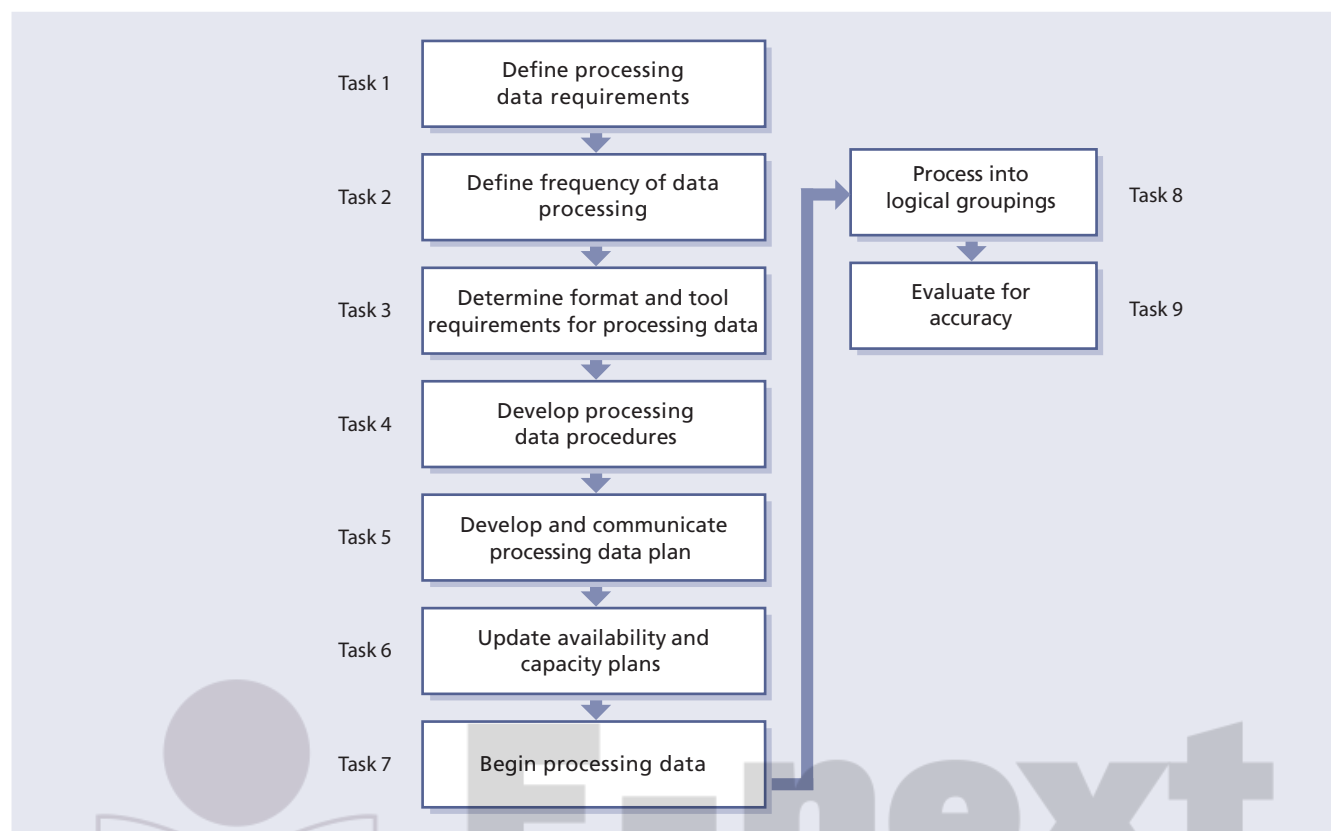 Task 1
Define processing
data requirements
Task 2
Define frequency of data
processing
Task 3
Determine format and tool
requirements for processing data
Task 4
Develop processing
data procedures
Task 5
Develop and communicate
processing data plan
Task 6
Update availability and
capacity plans
Task 7
Begin processing data
Process into
logical groupings
Task 8
Evaluate for
accuracy
Task 9
E-next